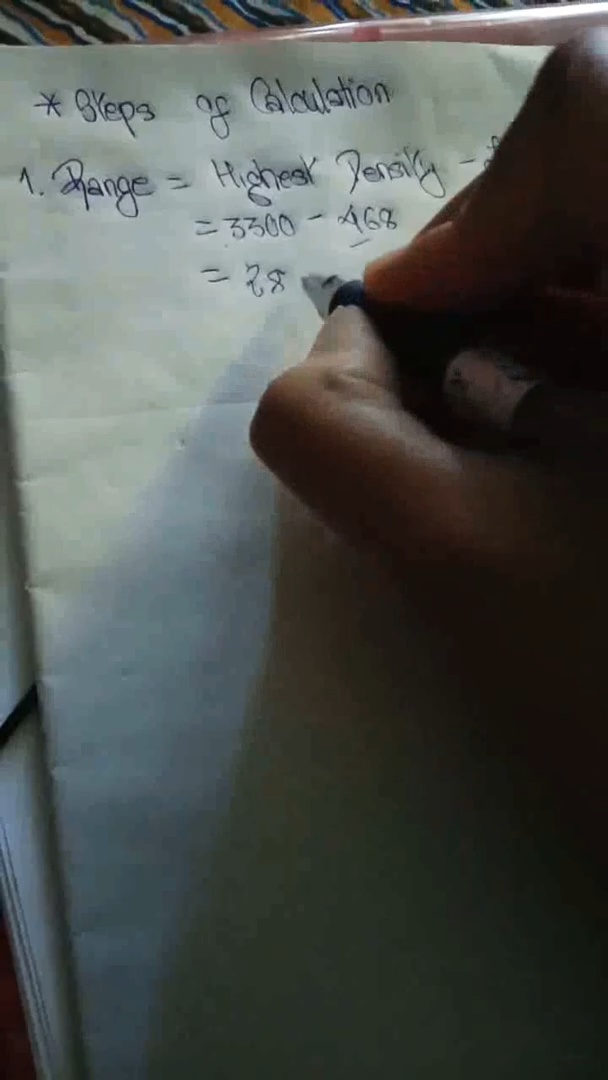 * Steps of Calculation
1. Range = Highest Density -
= 3300 - 468
= 28